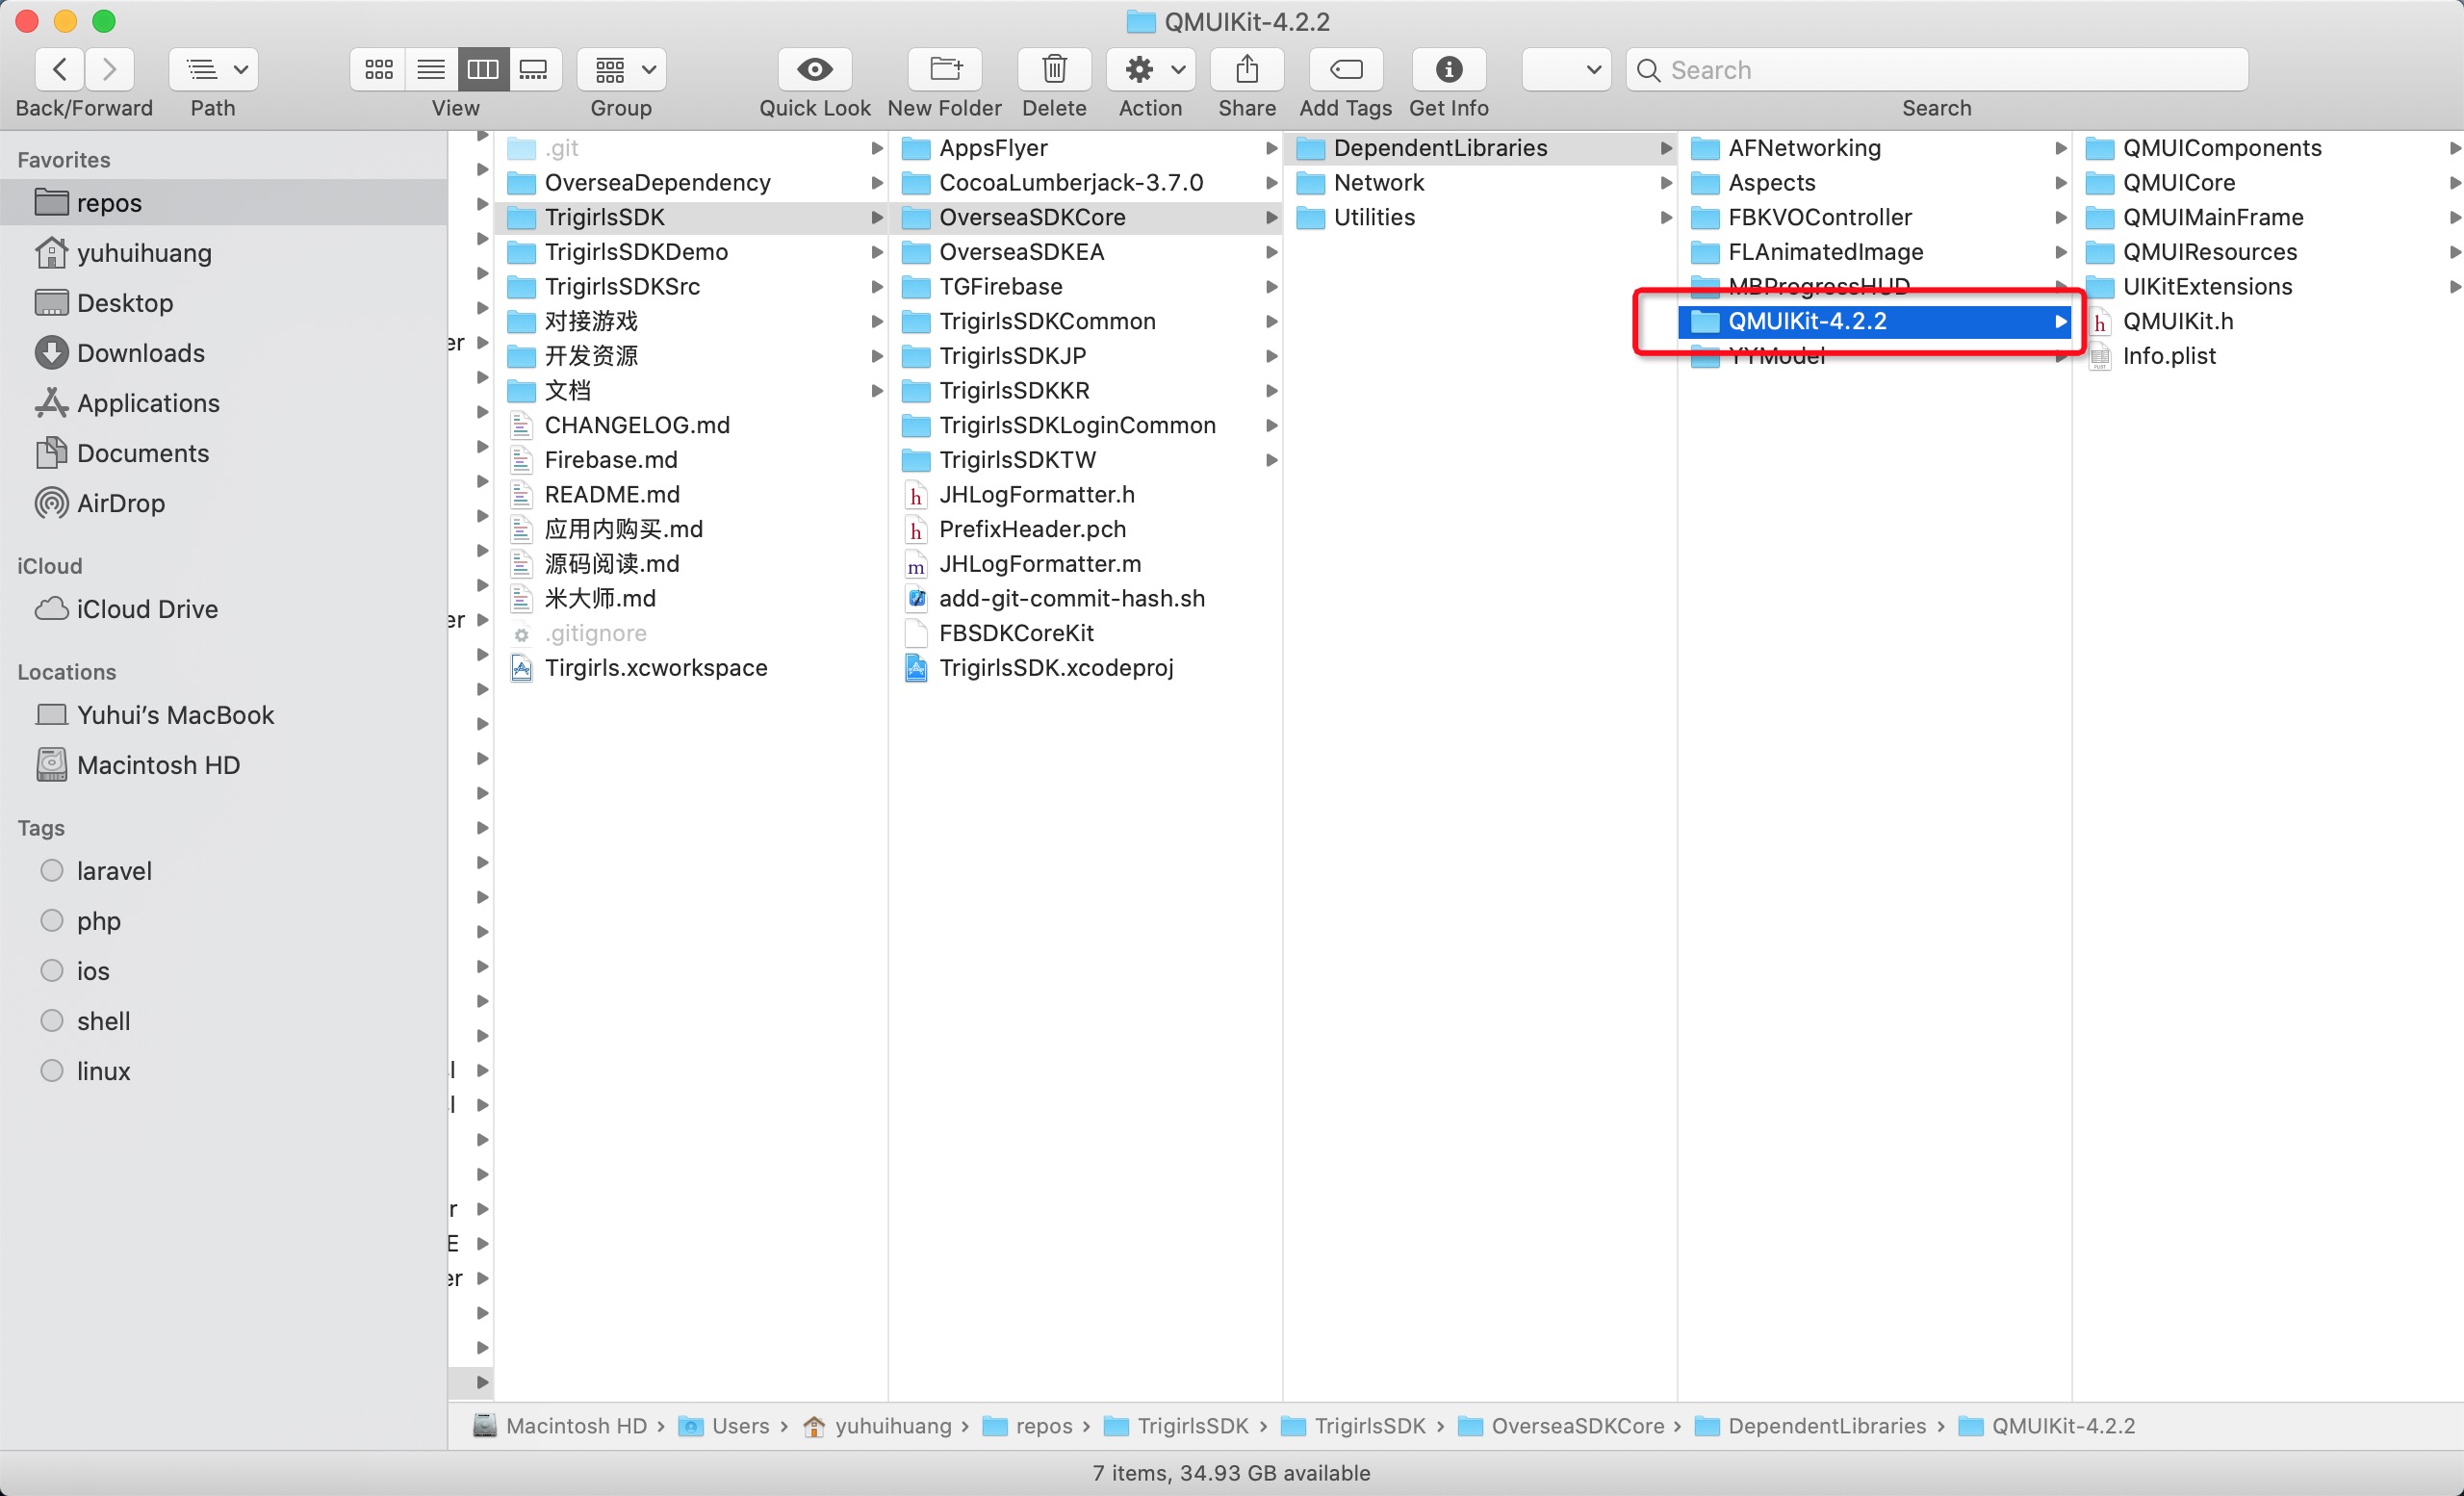 QMUIKit-4.2.2
Back/Forward
Path
View
Group
Quick Look
New Folder
Delete
Action
Share
Add Tags
Get Info
Search
Search
Favorites
repos
yuhuihuang
Desktop
Downloads
Applications
Documents
AirDrop
iCloud
iCloud Drive
Locations
Yuhui’s MacBook
Macintosh HD
Tags
laravel
php
ios
shell
linux
er
er
r
E
er
.git
OverseaDependency
TrigirlsSDK
TrigirlsSDKDemo
TrigirlsSDKSrc
对接游戏
开发资源
文档
CHANGELOG.md
Firebase.md
README.md
应用内购买.md
源码阅读.md
米大师.md
.gitignore
Tirgirls.xcworkspace
AppsFlyer
CocoaLumberjack-3.7.0
OverseaSDKCore
OverseaSDKEA
TGFirebase
TrigirlsSDKCommon
TrigirlsSDKJP
TrigirlsSDKKR
TrigirlsSDKLoginCommon
TrigirlsSDKTW
JHLogFormatter.h
PrefixHeader.pch
JHLogFormatter.m
add-git-commit-hash.sh
FBSDKCoreKit
TrigirlsSDK.xcodeproj
DependentLibraries
Network
Utilities
AFNetworking
Aspects
FBKVOController
FLAnimatedImage
MBProgressHUD
QMUIKit-4.2.2
YYModel
QMUIComponents
QMUICore
QMUIMainFrame
QMUIResources
UIKitExtensions
QMUIKit.h
Info.plist
Macintosh HD › Users › yuhuihuang › repos › TrigirlsSDK › TrigirlsSDK › OverseaSDKCore › DependentLibraries › QMUIKit-4.2.2
7 items, 34.93 GB available